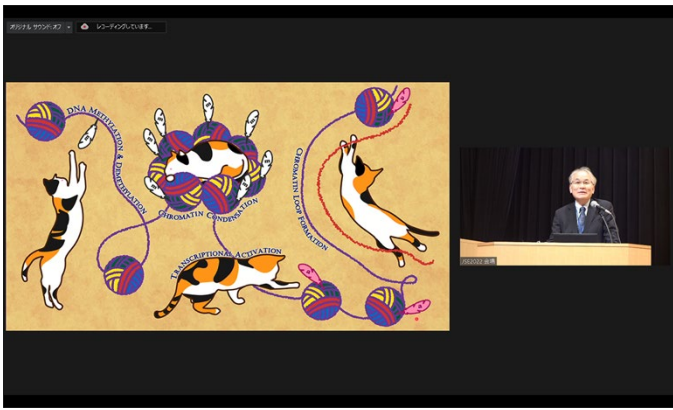 オリジナル サウンド: オフ
レコーディングしています...
DNA METHYLATION & DEMETHYLATION
CHROMATIN CONDENSATION
CHROMATIN LOOP FORMATION
TRANSCRIPTIONAL ACTIVATION
JSE2022 会場